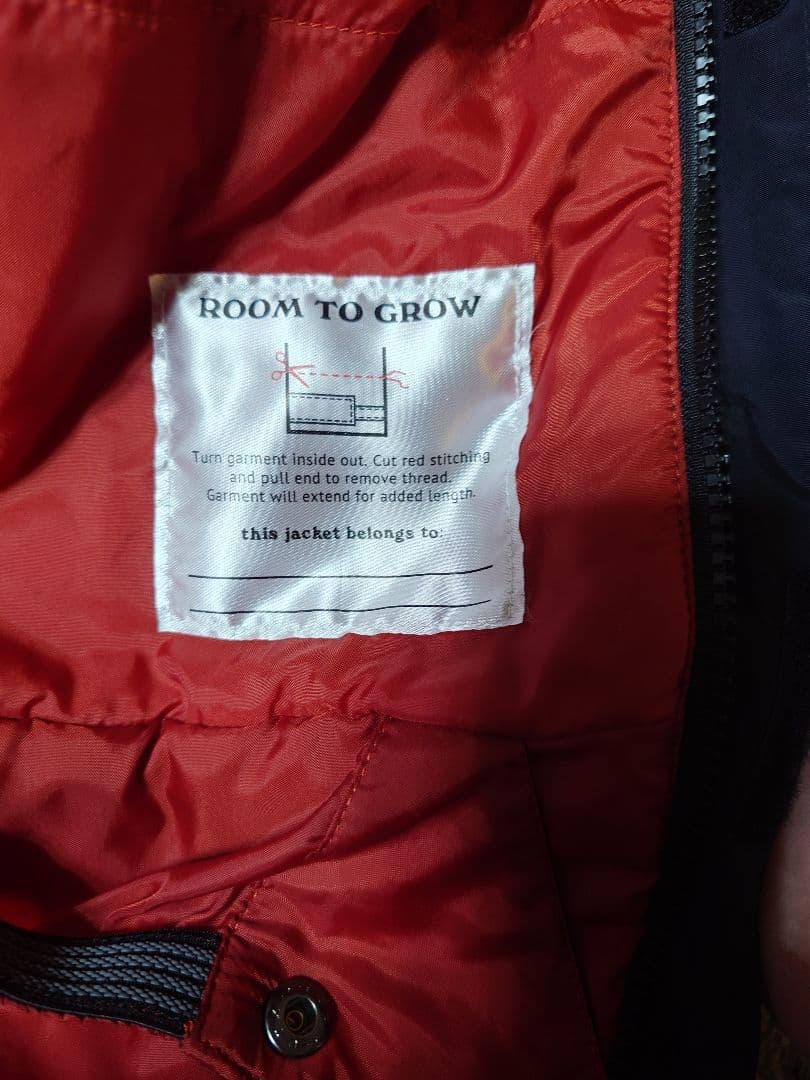 ROOM TO GROW
Turn garment inside out. Cut red stitching
and pull end to remove thread.
Garment will extend for added length.
this jacket belongs to: